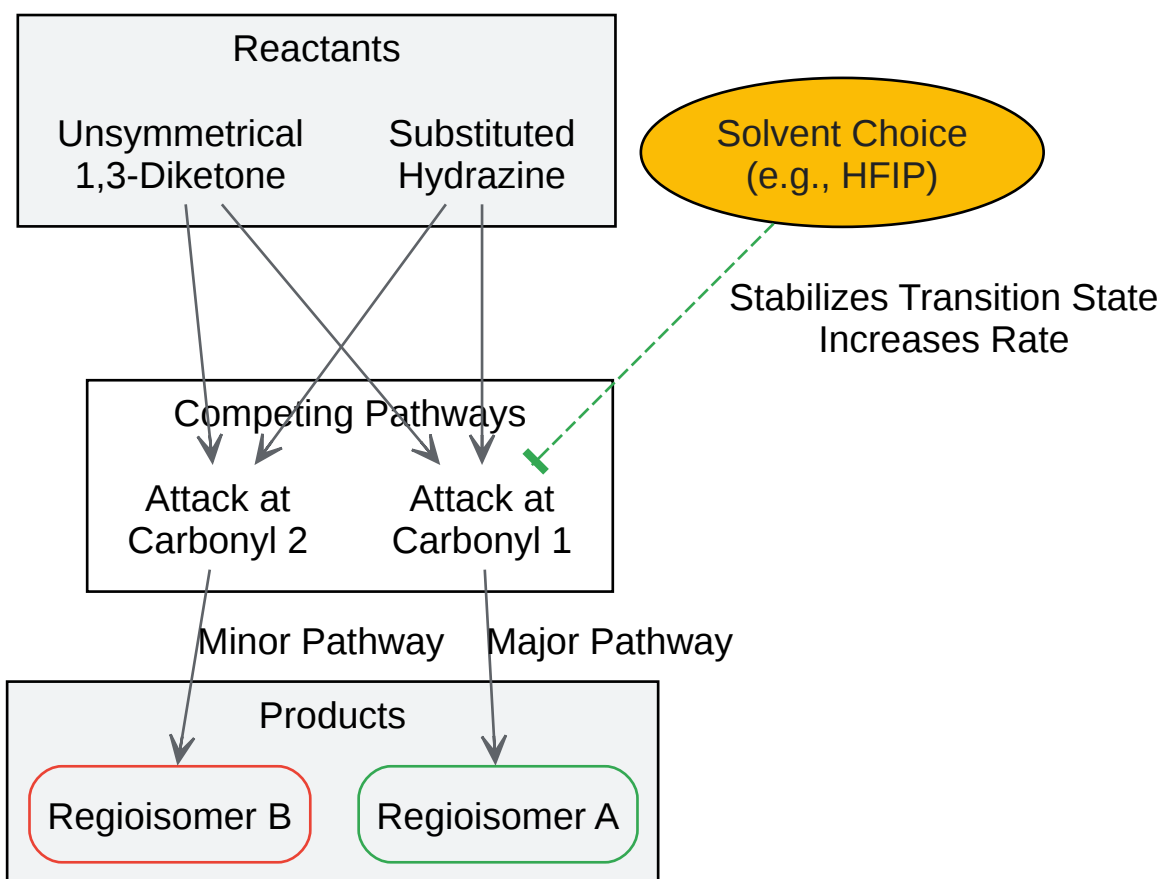 Reactants
Unsymmetrical
1,3-Diketone
Substituted
Hydrazine
Solvent Choice
(e.g., HFIP)
Stabilizes Transition State
Increases Rate
Competing Pathways
Attack at
Carbonyl 2
Attack at
Carbonyl 1
Minor Pathway
Major Pathway
Products
Regioisomer B
Regioisomer A